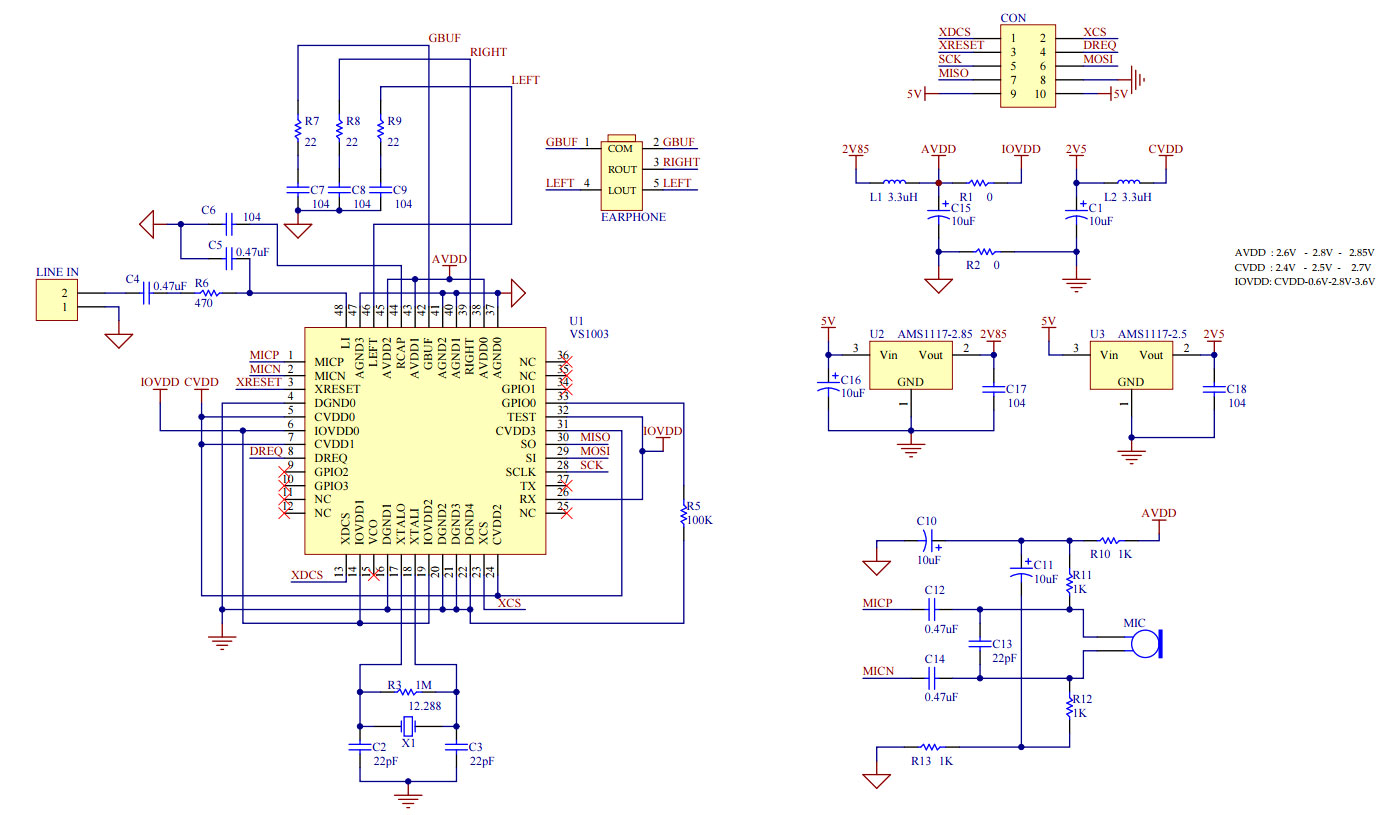 GBUF
RIGHT
LEFT
R7
22
R8
22
R9
22
C7
104
C8
104
C9
104
GBUF 1 COM 2 GBUF
ROUT 3 RIGHT
LEFT 4 LOUT 5 LEFT
EARPHONE
C6
104
C5
0.47uF
LINE IN
2
1
C4
0.47uF
R6
470
AVDD
48
47
46
45
44
43
42
41
40
39
38
37
LI
AGND3
LEFT
AVDD2
RCAP
AVDD1
GBUF
AGND2
AGND1
RIGHT
AVDD0
AGND0
U1
VS1003
IOVDD CVDD
MICP 1 MICP
MICN 2 MICN
XRESET 3 XRESET
4 DGND0
5 CVDD0
6 IOVDD0
7 CVDD1
DREQ 8 DREQ
9 GPIO2
10 GPIO3
11 NC
12 NC
NC 36
NC 35
GPIO1 34
GPIO0 33
TEST 32
CVDD3 31
SO 30 MISO
SI 29 MOSI
SCLK 28 SCK
TX 27
RX 26
NC 25
IOVDD
R5
100K
XDCS
IOVDD1
VCO
DGND1
XTALO
XTALI
IOVDD2
DGND2
DGND3
DGND4
XCS
CVDD2
XDCS
13
14
15
16
17
18
19
20
21
22
23
24
XCS
R3 1M
12.288
X1
C2
22pF
C3
22pF
CON
XDCS 1 2 XCS
XRESET 3 4 DREQ
SCK 5 6 MOSI
MISO 7 8
5V 9 10 5V
2V85
AVDD
IOVDD
2V5
CVDD
L1 3.3uH
R1 0
L2 3.3uH
+
C15
10uF
+
C1
10uF
R2 0
AVDD : 2.6V - 2.8V - 2.85V
CVDD : 2.4V - 2.5V - 2.7V
IOVDD: CVDD-0.6V-2.8V-3.6V
5V
U2 AMS1117-2.85
2V85
3 Vin Vout 2
GND
1
+
C16
10uF
C17
104
5V
U3 AMS1117-2.5
2V5
3 Vin Vout 2
GND
1
C18
104
AVDD
C10
+
10uF
R10 1K
+
C11
10uF
R11
1K
MICP
C12
0.47uF
C13
22pF
MIC
MICN
C14
0.47uF
R12
1K
R13 1K